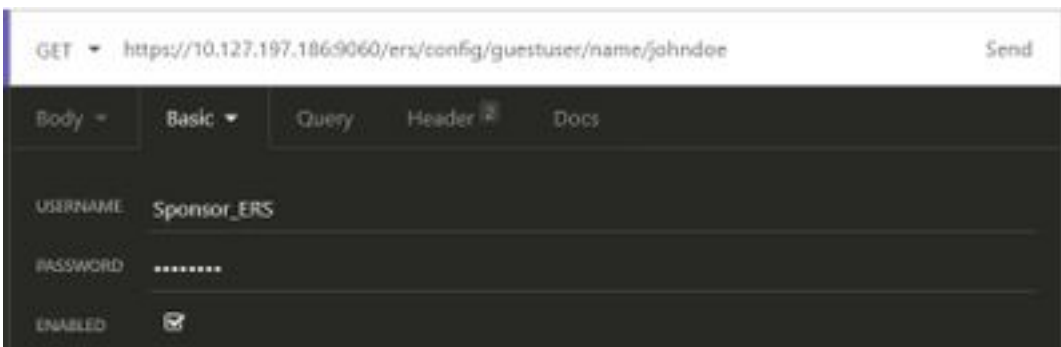 GET https://10.127.197.186:9060/ers/config/guestuser/name/johndoe Send
Body Basic Query Header 2 Docs
USERNAME Sponsor_ERS
PASSWORD ••••••••
ENABLED